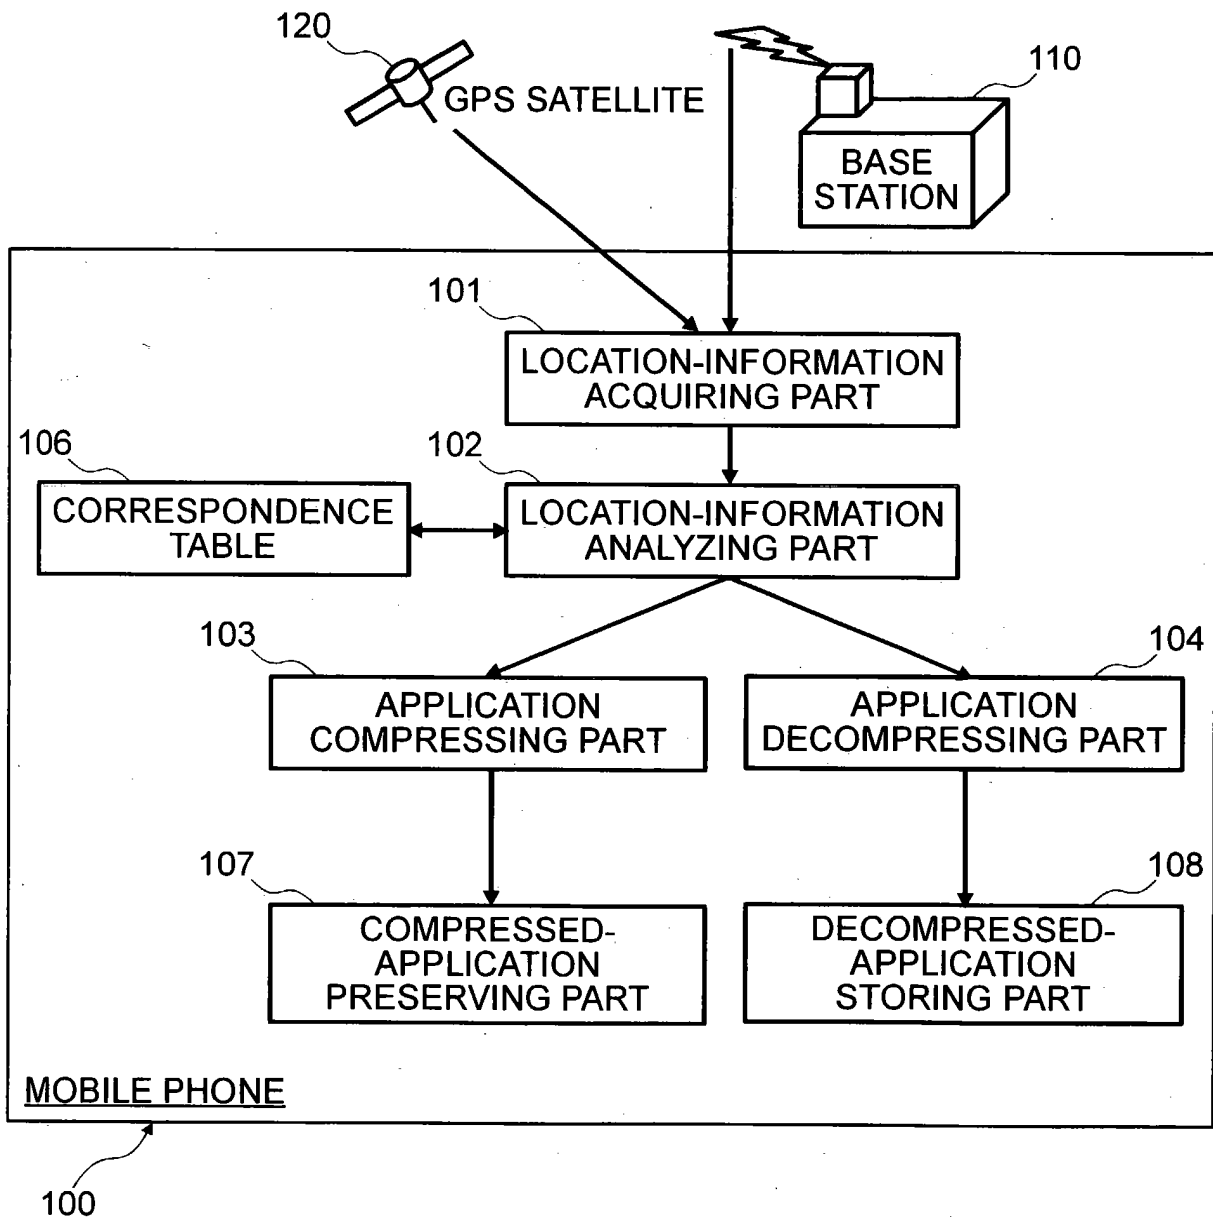 120
GPS SATELLITE
110
BASE
STATION
101
LOCATION-INFORMATION
ACQUIRING PART
106
CORRESPONDENCE
TABLE
102
LOCATION-INFORMATION
ANALYZING PART
103
APPLICATION
COMPRESSING PART
104
APPLICATION
DECOMPRESSING PART
107
COMPRESSED-
APPLICATION
PRESERVING PART
108
DECOMPRESSED-
APPLICATION
STORING PART
MOBILE PHONE
100